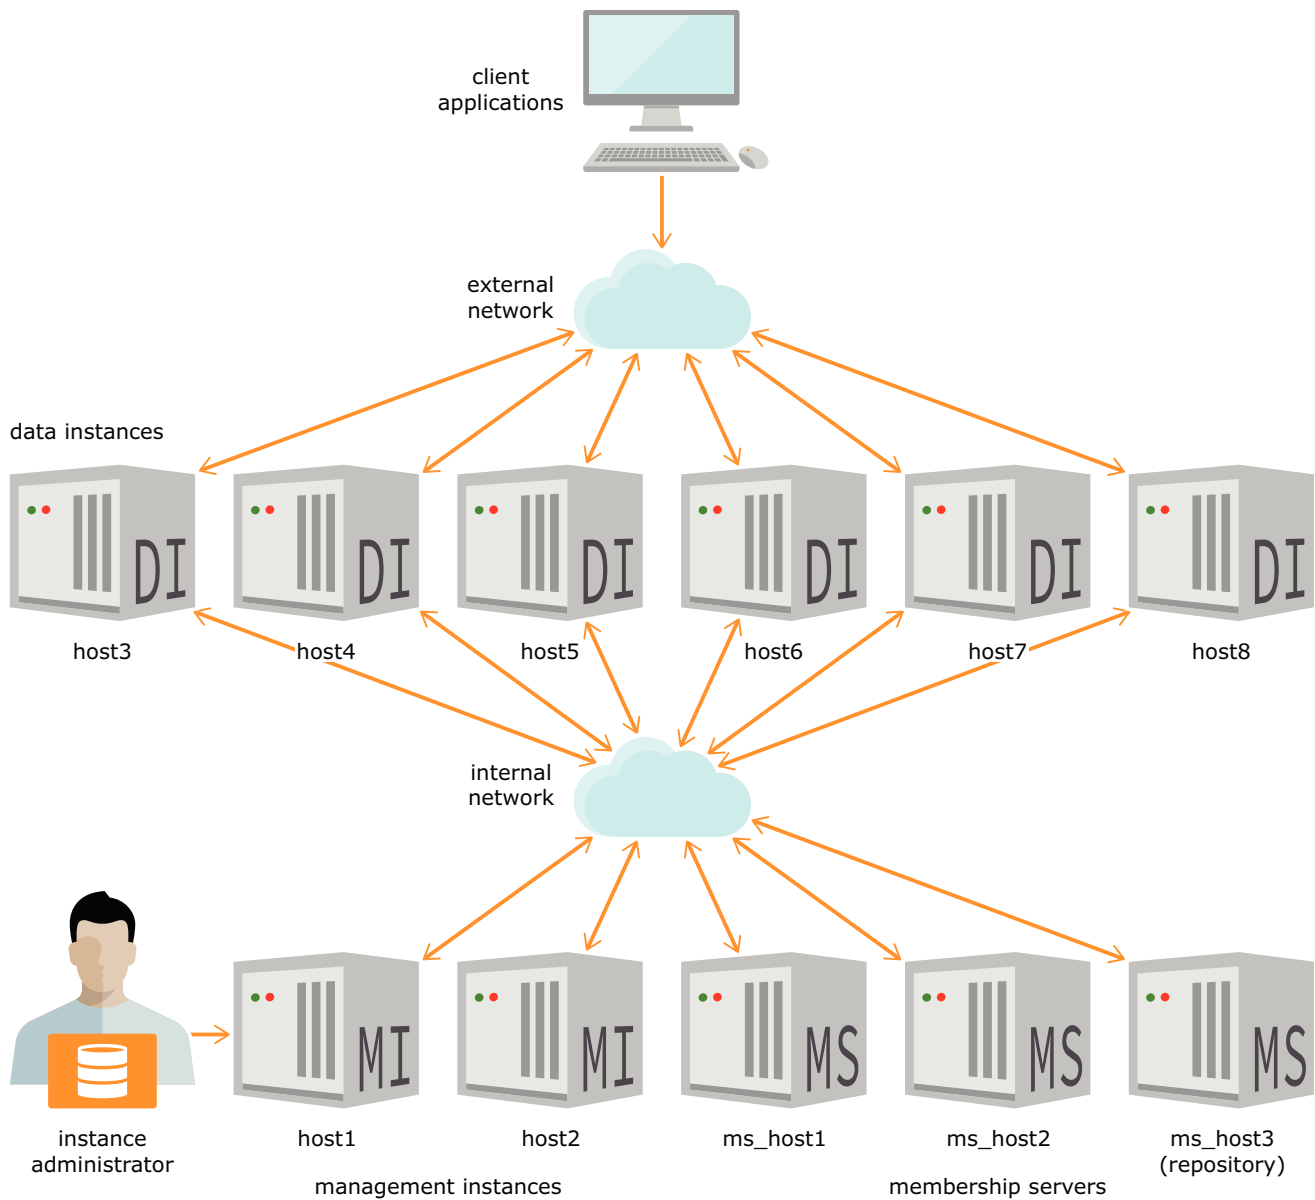 client
applications
external
network
data instances
DI
DI
DI
DI
DI
DI
host3
host4
host5
host6
host7
host8
internal
network
MI
MI
MS
MS
MS
instance
administrator
host1
host2
ms_host1
ms_host2
ms_host3
(repository)
management instances
membership servers